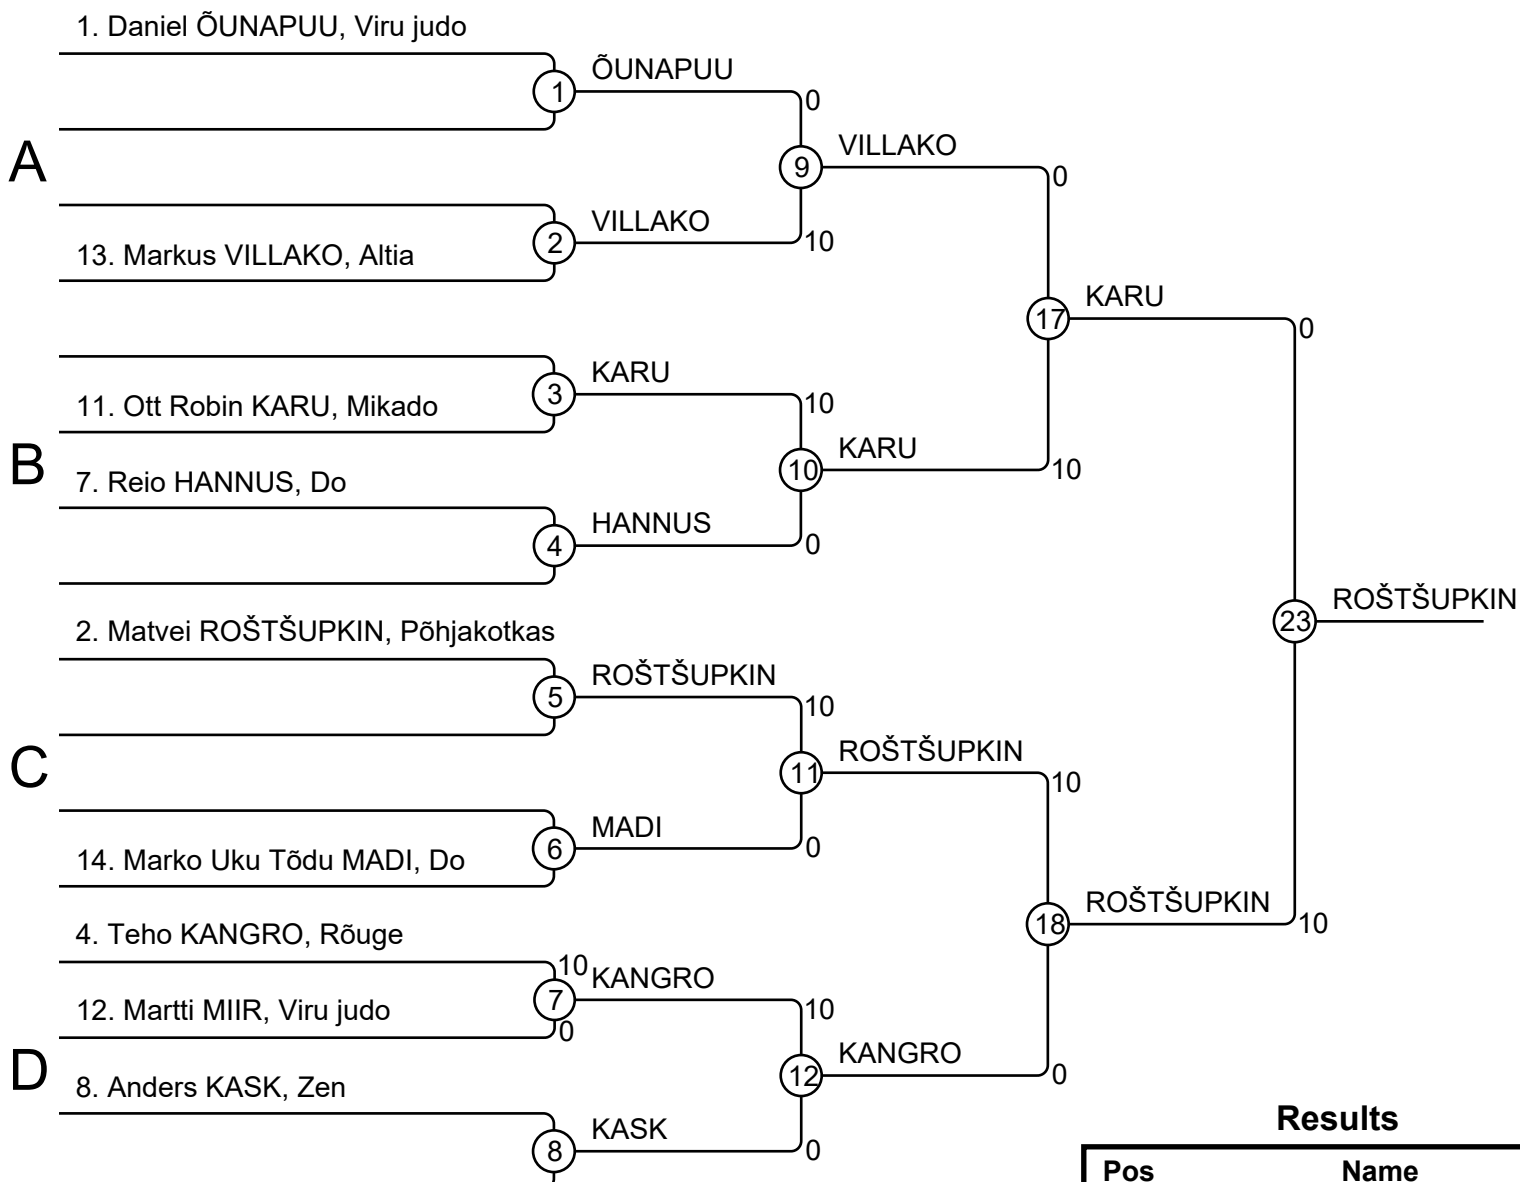 1. Daniel ÕUNAPUU, Viru judo
1
ÕUNAPUU
0
A
9
VILLAKO
0
13. Markus VILLAKO, Altia
2
VILLAKO
10
17
KARU
0
11. Ott Robin KARU, Mikado
3
KARU
10
B
10
KARU
10
7. Reio HANNUS, Do
4
HANNUS
0
23
ROŠTŠUPKIN
2. Matvei ROŠTŠUPKIN, Põhjakotkas
5
ROŠTŠUPKIN
10
C
11
ROŠTŠUPKIN
10
14. Marko Uku Tõdu MADI, Do
6
MADI
0
18
ROŠTŠUPKIN
10
4. Teho KANGRO, Rõuge
10
7
KANGRO
10
12. Martti MIIR, Viru judo
0
D
12
KANGRO
0
8. Anders KASK, Zen
8
KASK
0
Results
Pos Name